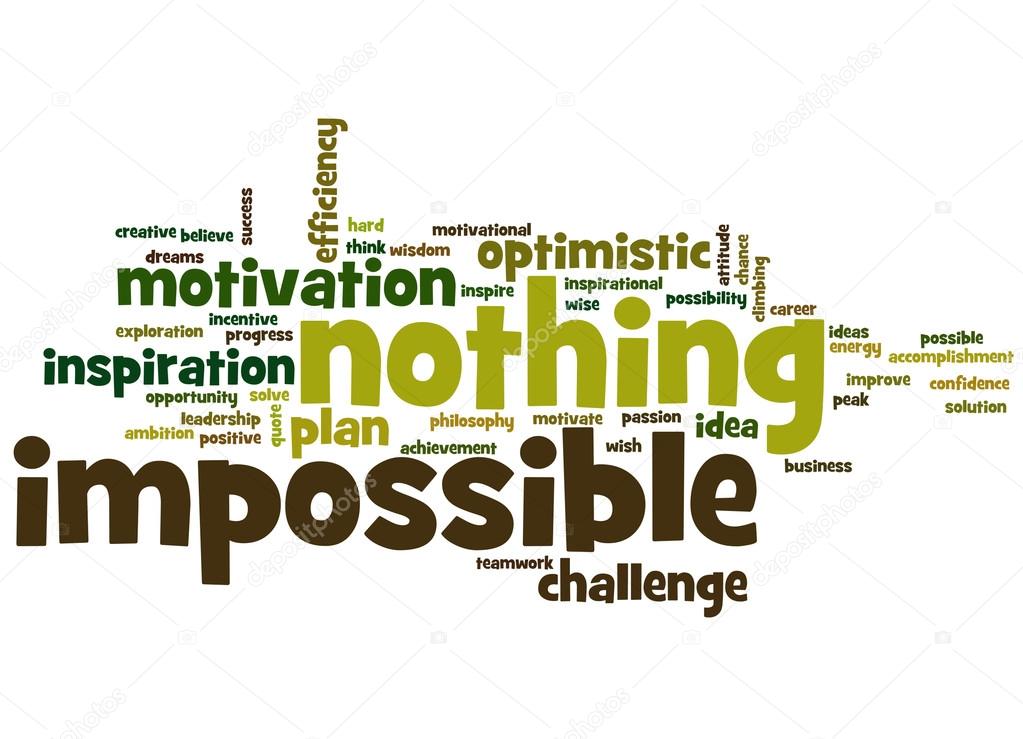 efficiency
success
creative believe
hard
motivational
dreams
think wisdom
optimistic
attitude
chance
climbing
motivation
inspire
inspirational
wise
possibility
career
incentive
exploration
progress
nothing
ideas
energy
possible
accomplishment
inspiration
improve
confidence
opportunity
solve
peak
solution
leadership
quote
plan
philosophy
motivate
passion
idea
ambition
positive
achievement
wish
business
impossible
teamwork
challenge
depositphotos